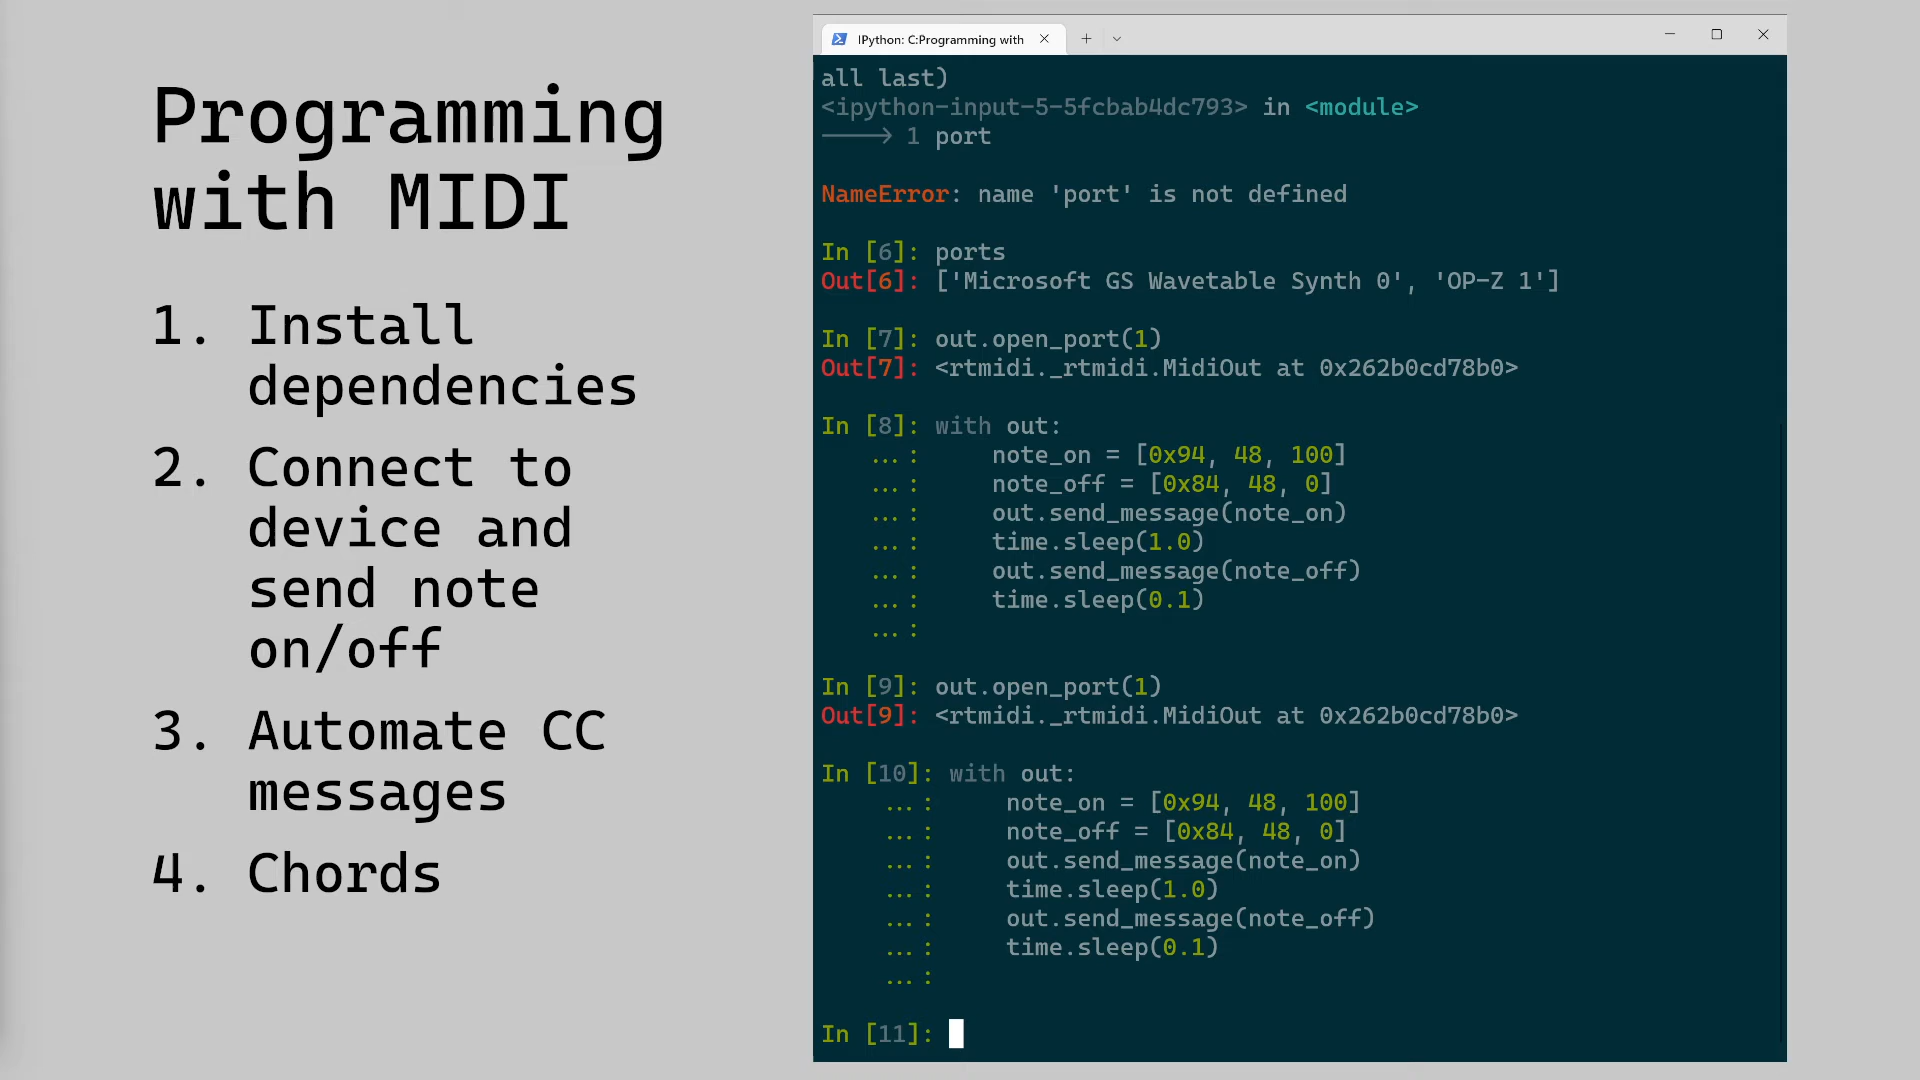 Programming
with MIDI
1. Install
dependencies
2. Connect to
device and
send note
on/off
3. Automate CC
messages
4. Chords
IPython: C:Programming with
all last)
<ipython-input-5-5fcbab4dc793> in <module>
----> 1 port
NameError: name 'port' is not defined
In [6]: ports
Out[6]: ['Microsoft GS Wavetable Synth 0', 'OP-Z 1']
In [7]: out.open_port(1)
Out[7]: <rtmidi._rtmidi.MidiOut at 0x262b0cd78b0>
In [8]: with out:
...: note_on = [0x94, 48, 100]
...: note_off = [0x84, 48, 0]
...: out.send_message(note_on)
...: time.sleep(1.0)
...: out.send_message(note_off)
...: time.sleep(0.1)
...:
In [9]: out.open_port(1)
Out[9]: <rtmidi._rtmidi.MidiOut at 0x262b0cd78b0>
In [10]: with out:
...: note_on = [0x94, 48, 100]
...: note_off = [0x84, 48, 0]
...: out.send_message(note_on)
...: time.sleep(1.0)
...: out.send_message(note_off)
...: time.sleep(0.1)
...:
In [11]: